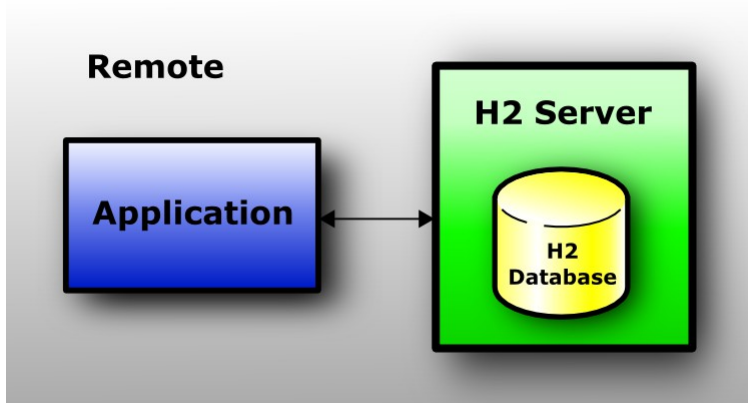 Remote
H2 Server
Application
H2
Database